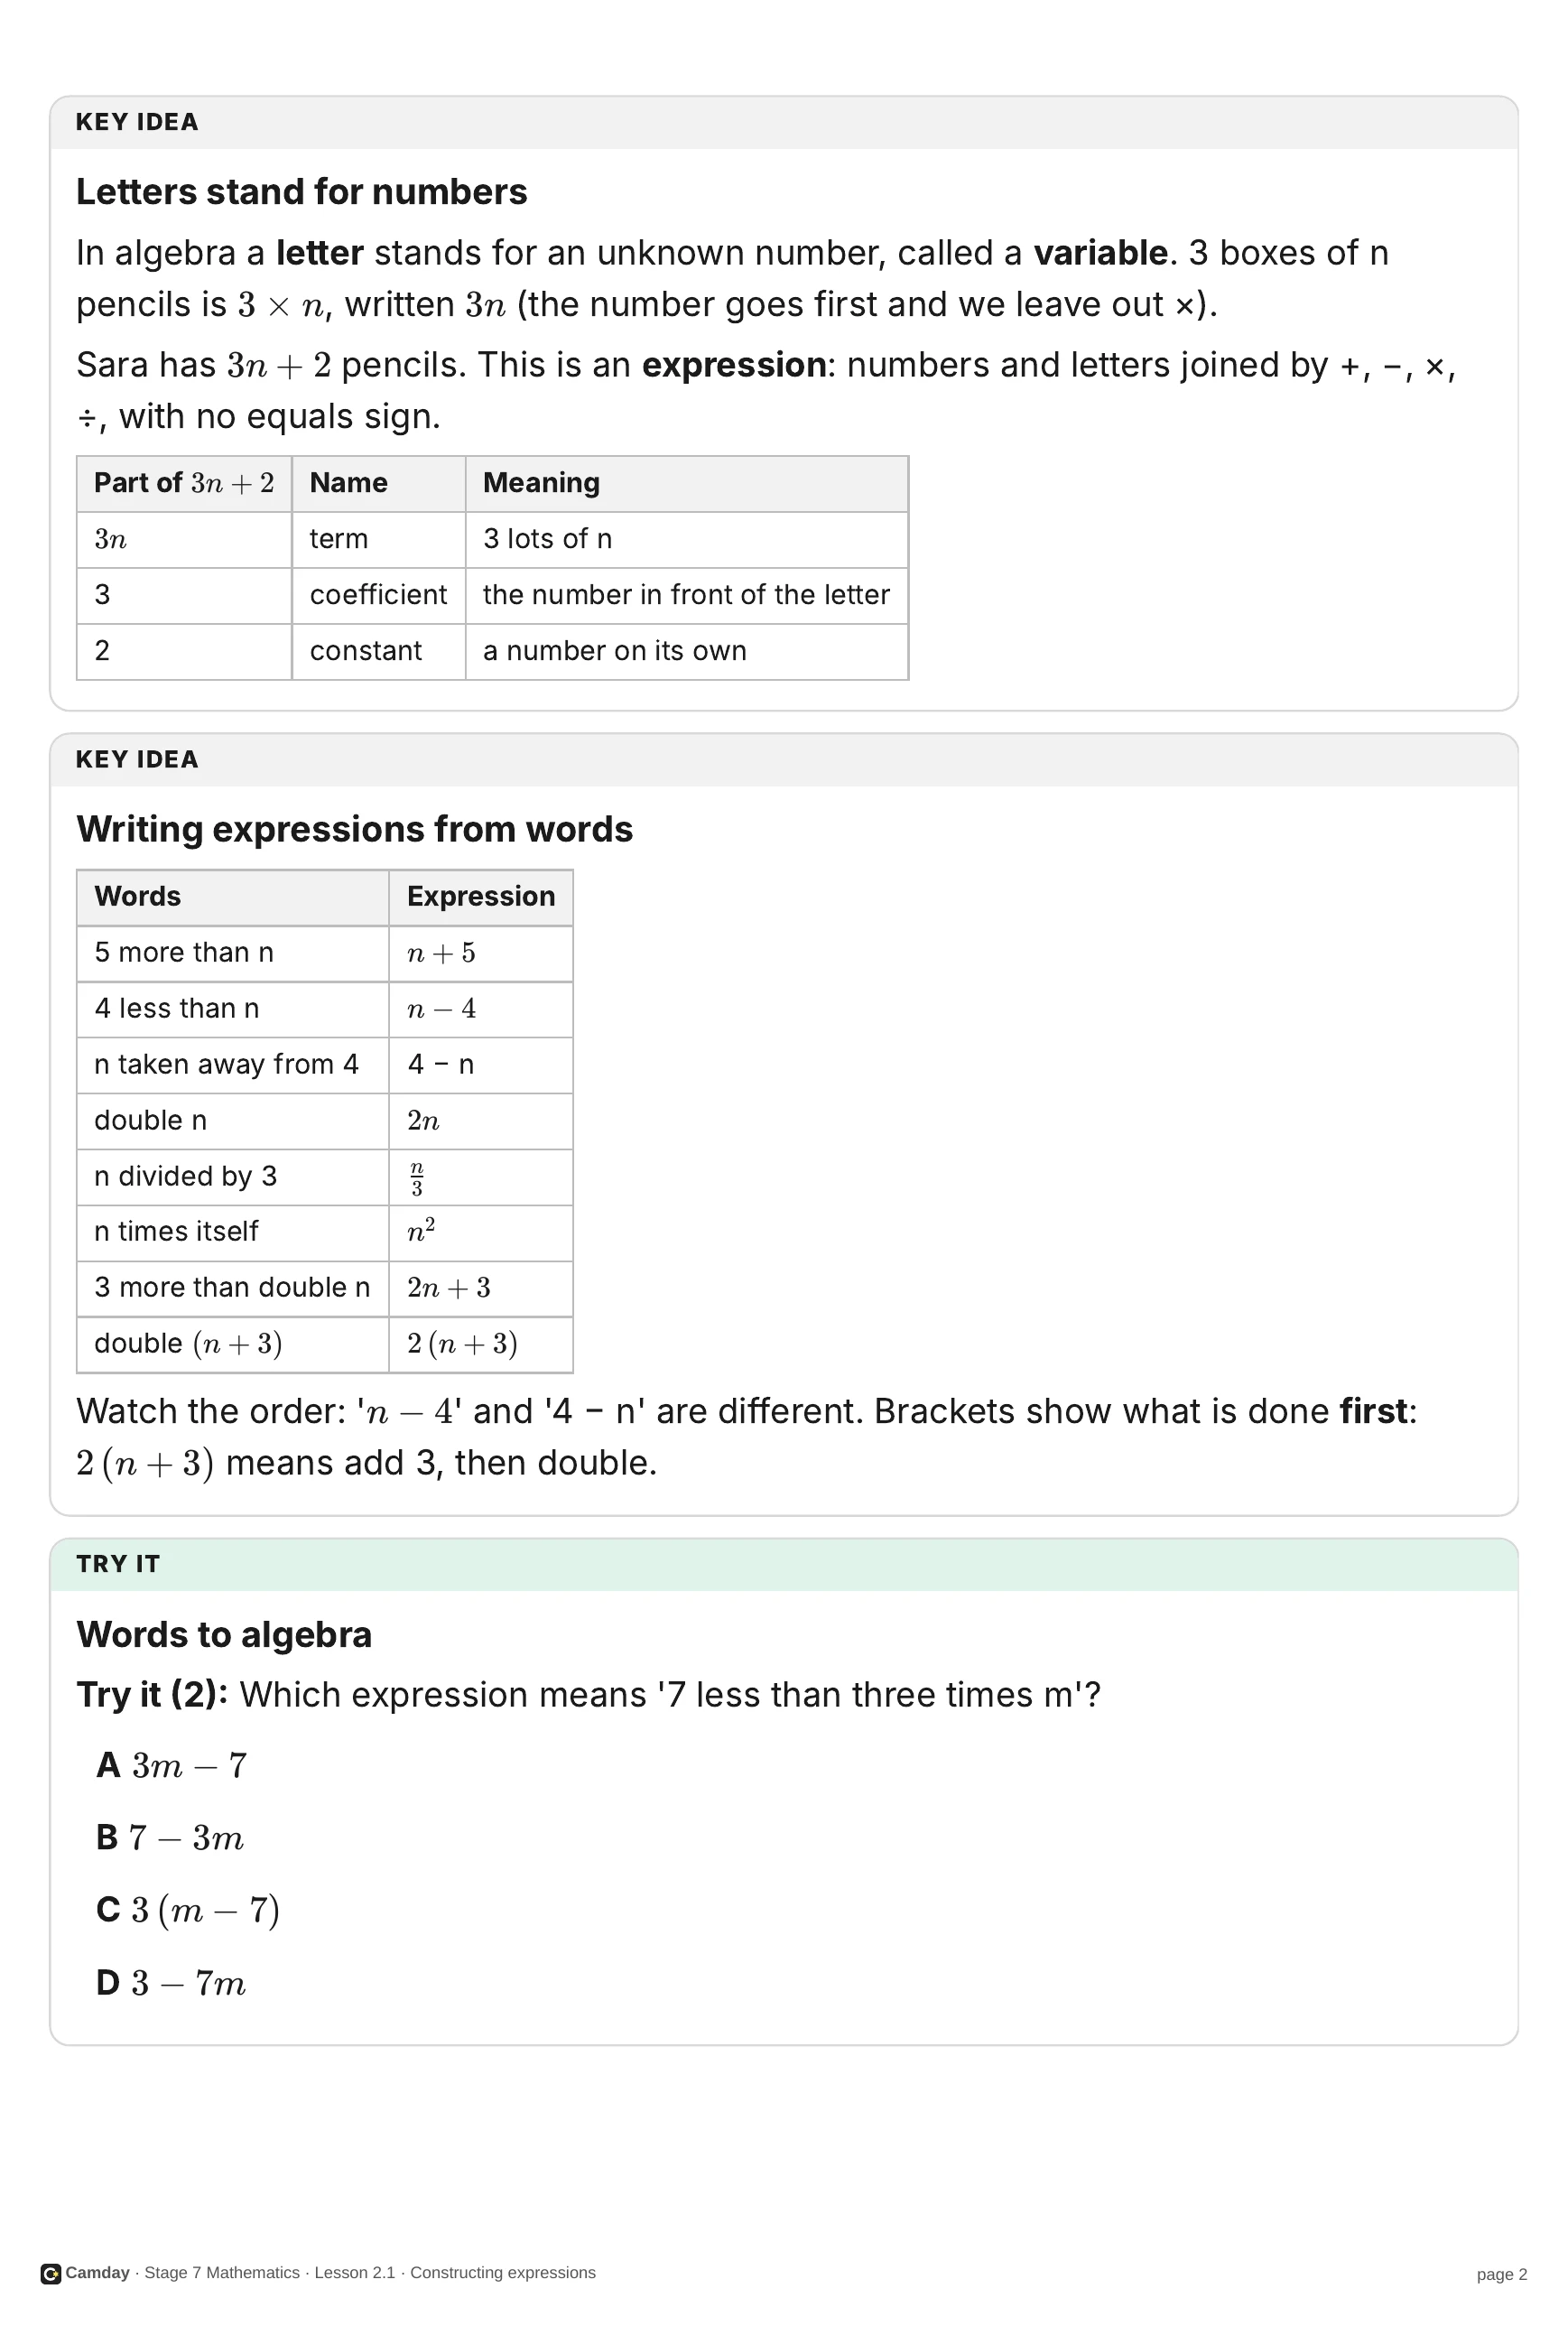 KEY IDEA
Letters stand for numbers
In algebra a letter stands for an unknown number, called a variable. 3 boxes of n
pencils is 3 × n, written 3n (the number goes first and we leave out ×).
Sara has 3n + 2 pencils. This is an expression: numbers and letters joined by +, −, ×,
÷, with no equals sign.
Part of 3n + 2 Name Meaning
3n term 3 lots of n
3 coefficient the number in front of the letter
2 constant a number on its own
KEY IDEA
Writing expressions from words
Words Expression
5 more than n n + 5
4 less than n n − 4
n taken away from 4 4 − n
double n 2n
n divided by 3 n/3
n times itself n²
3 more than double n 2n + 3
double (n + 3) 2 (n + 3)
Watch the order: 'n − 4' and '4 − n' are different. Brackets show what is done first:
2 (n + 3) means add 3, then double.
TRY IT
Words to algebra
Try it (2): Which expression means '7 less than three times m'?
A 3m − 7
B 7 − 3m
C 3 (m − 7)
D 3 − 7m
Camday · Stage 7 Mathematics · Lesson 2.1 · Constructing expressions page 2